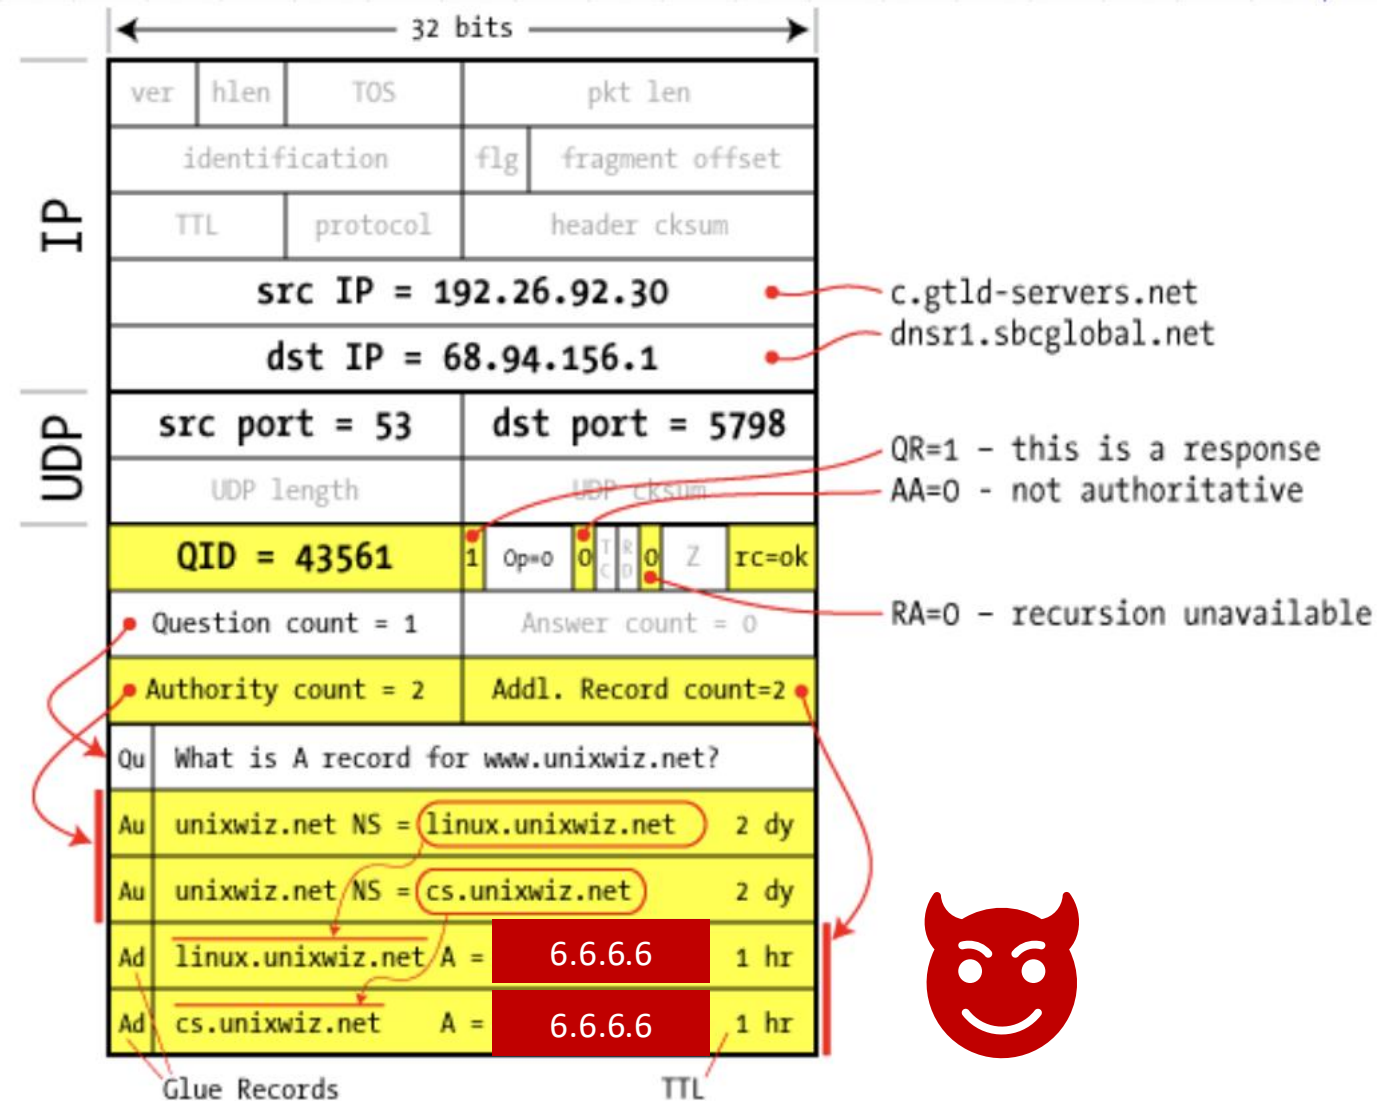 32 bits
ver hlen TOS pkt len
identification flg fragment offset
TTL protocol header cksum
IP
src IP = 192.26.92.30
c.gtld-servers.net
dst IP = 68.94.156.1
dnsr1.sbcglobal.net
UDP
src port = 53 dst port = 5798
QR=1 – this is a response
UDP length UDP cksum
AA=0 - not authoritative
QID = 43561 1 Op=0 0 TC RD 0 Z rc=ok
RA=0 – recursion unavailable
Question count = 1 Answer count = 0
Authority count = 2 Addl. Record count=2
Qu What is A record for www.unixwiz.net?
Au unixwiz.net NS = linux.unixwiz.net 2 dy
Au unixwiz.net NS = cs.unixwiz.net 2 dy
Ad linux.unixwiz.net A = 6.6.6.6 1 hr
Ad cs.unixwiz.net A = 6.6.6.6 1 hr
Glue Records TTL